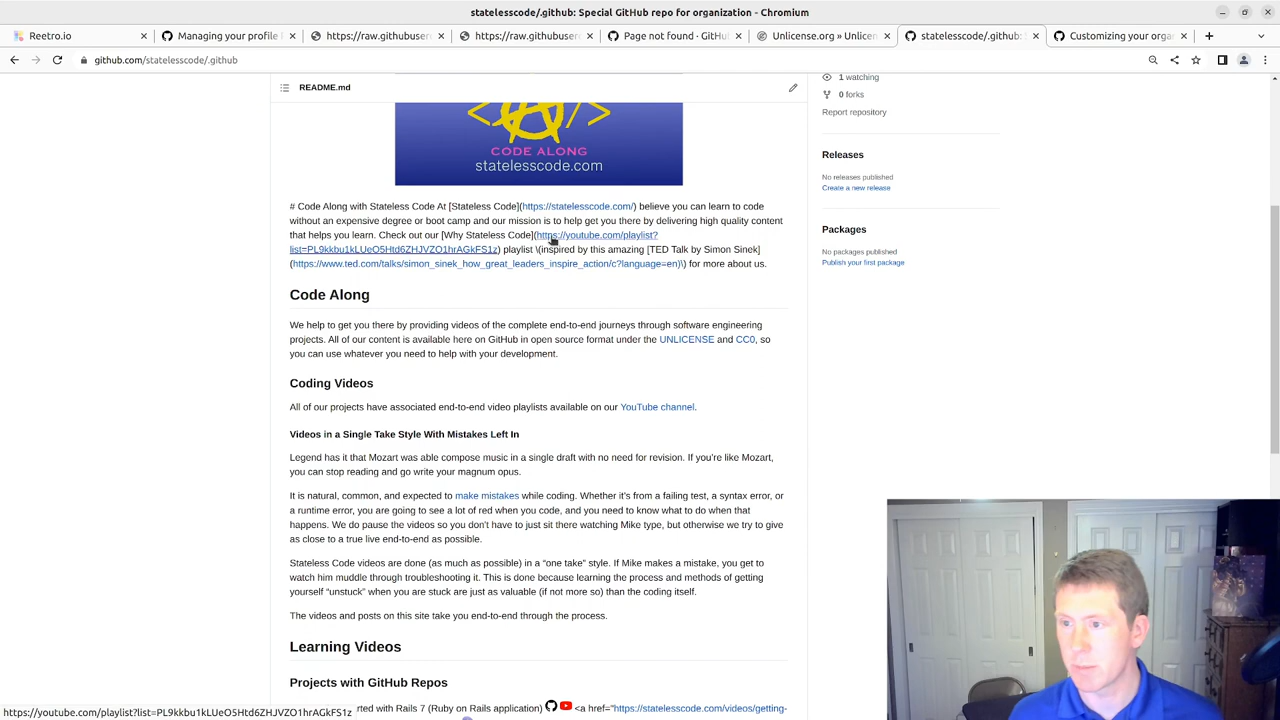 statelesscode/.github: Special GitHub repo for organization - Chromium
Reetro.io
Managing your profile
https://raw.githubuser
https://raw.githubuser
Page not found · GitHu
Unlicense.org » Unlicen
statelesscode/.github:
Customizing your orga
github.com/statelesscode/.github
README.md
1 watching
0 forks
Report repository
Releases
No releases published
Create a new release
Packages
No packages published
Publish your first package
</A/>
CODE ALONG
statelesscode.com
# Code Along with Stateless Code At [Stateless Code](https://statelesscode.com/) believe you can learn to code
without an expensive degree or boot camp and our mission is to help get you there by delivering high quality content
that helps you learn. Check out our [Why Stateless Code](https://youtube.com/playlist?
list=PL9kkbu1kLUeO5Htd6ZHJVZO1hrAGkFS1z) playlist \(inspired by this amazing [TED Talk by Simon Sinek]
(https://www.ted.com/talks/simon_sinek_how_great_leaders_inspire_action/c?language=en)\) for more about us.
Code Along
We help to get you there by providing videos of the complete end-to-end journeys through software engineering
projects. All of our content is available here on GitHub in open source format under the UNLICENSE and CC0, so
you can use whatever you need to help with your development.
Coding Videos
All of our projects have associated end-to-end video playlists available on our YouTube channel.
Videos in a Single Take Style With Mistakes Left In
Legend has it that Mozart was able compose music in a single draft with no need for revision. If you're like Mozart,
you can stop reading and go write your magnum opus.
It is natural, common, and expected to make mistakes while coding. Whether it's from a failing test, a syntax error, or
a runtime error, you are going to see a lot of red when you code, and you need to know what to do when that
happens. We do pause the videos so you don't have to just sit there watching Mike type, but otherwise we try to give
as close to a true live end-to-end as possible.
Stateless Code videos are done (as much as possible) in a “one take” style. If Mike makes a mistake, you get to
watch him muddle through troubleshooting it. This is done because learning the process and methods of getting
yourself “unstuck” when you are stuck are just as valuable (if not more so) than the coding itself.
The videos and posts on this site take you end-to-end through the process.
Learning Videos
Projects with GitHub Repos
rted with Rails 7 (Ruby on Rails application) <a href="https://statelesscode.com/videos/getting-
https://youtube.com/playlist?list=PL9kkbu1kLUeO5Htd6ZHJVZO1hrAGkFS1z